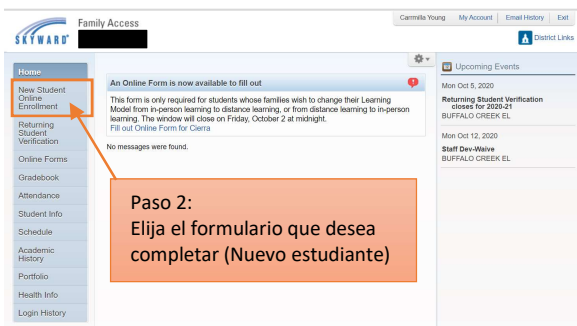 Family Access
Carrmilla Young My Account Email History Exit
SKYWARD
District Links
Home
New Student
Online
Enrollment
Returning
Student
Verification
Online Forms
Gradebook
Attendance
Student Info
Schedule
Academic
History
Portfolio
Health Info
Login History
An Online Form is now available to fill out
This form is only required for students whose families wish to change their Learning
Model from in-person learning to distance learning, or from distance learning to in-person
learning. The window will close on Friday, October 2 at midnight.
Fill out Online Form for Cierra
No messages were found.
Paso 2:
Elija el formulario que desea
completar (Nuevo estudiante)
Upcoming Events
Mon Oct 5, 2020
Returning Student Verification
closes for 2020-21
BUFFALO CREEK EL
Mon Oct 12, 2020
Staff Dev-Waive
BUFFALO CREEK EL